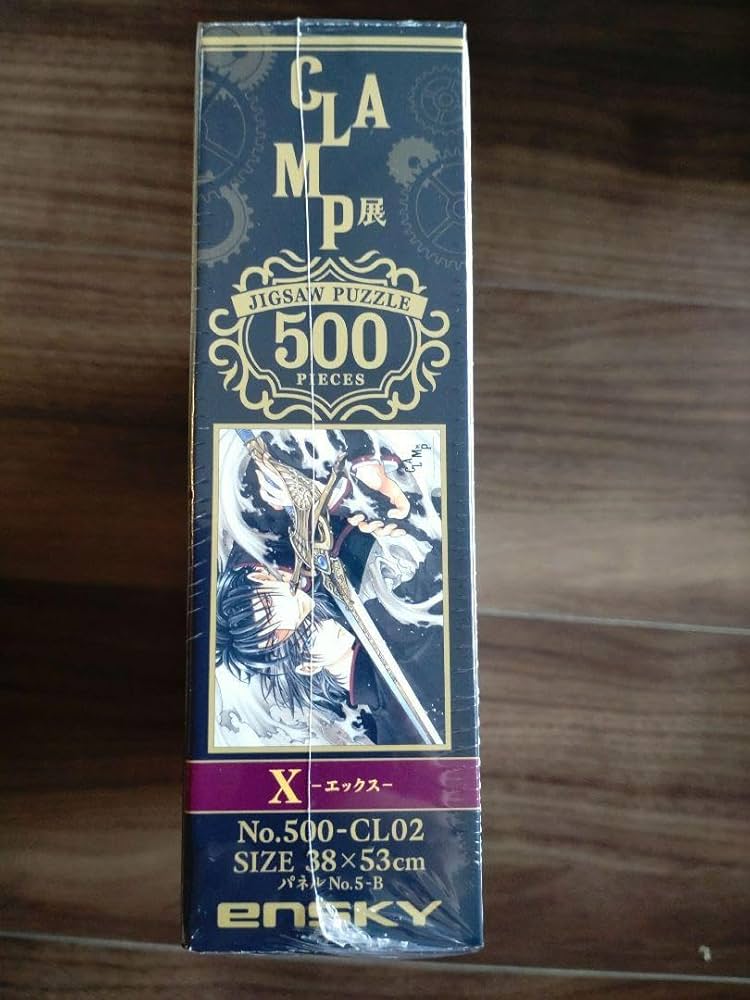 CLAMP展
JIGSAW PUZZLE
500
PIECES
CLAMP
X -エックス-
No.500-CL02
SIZE 38×53cm
パネルNo.5-B
ensky